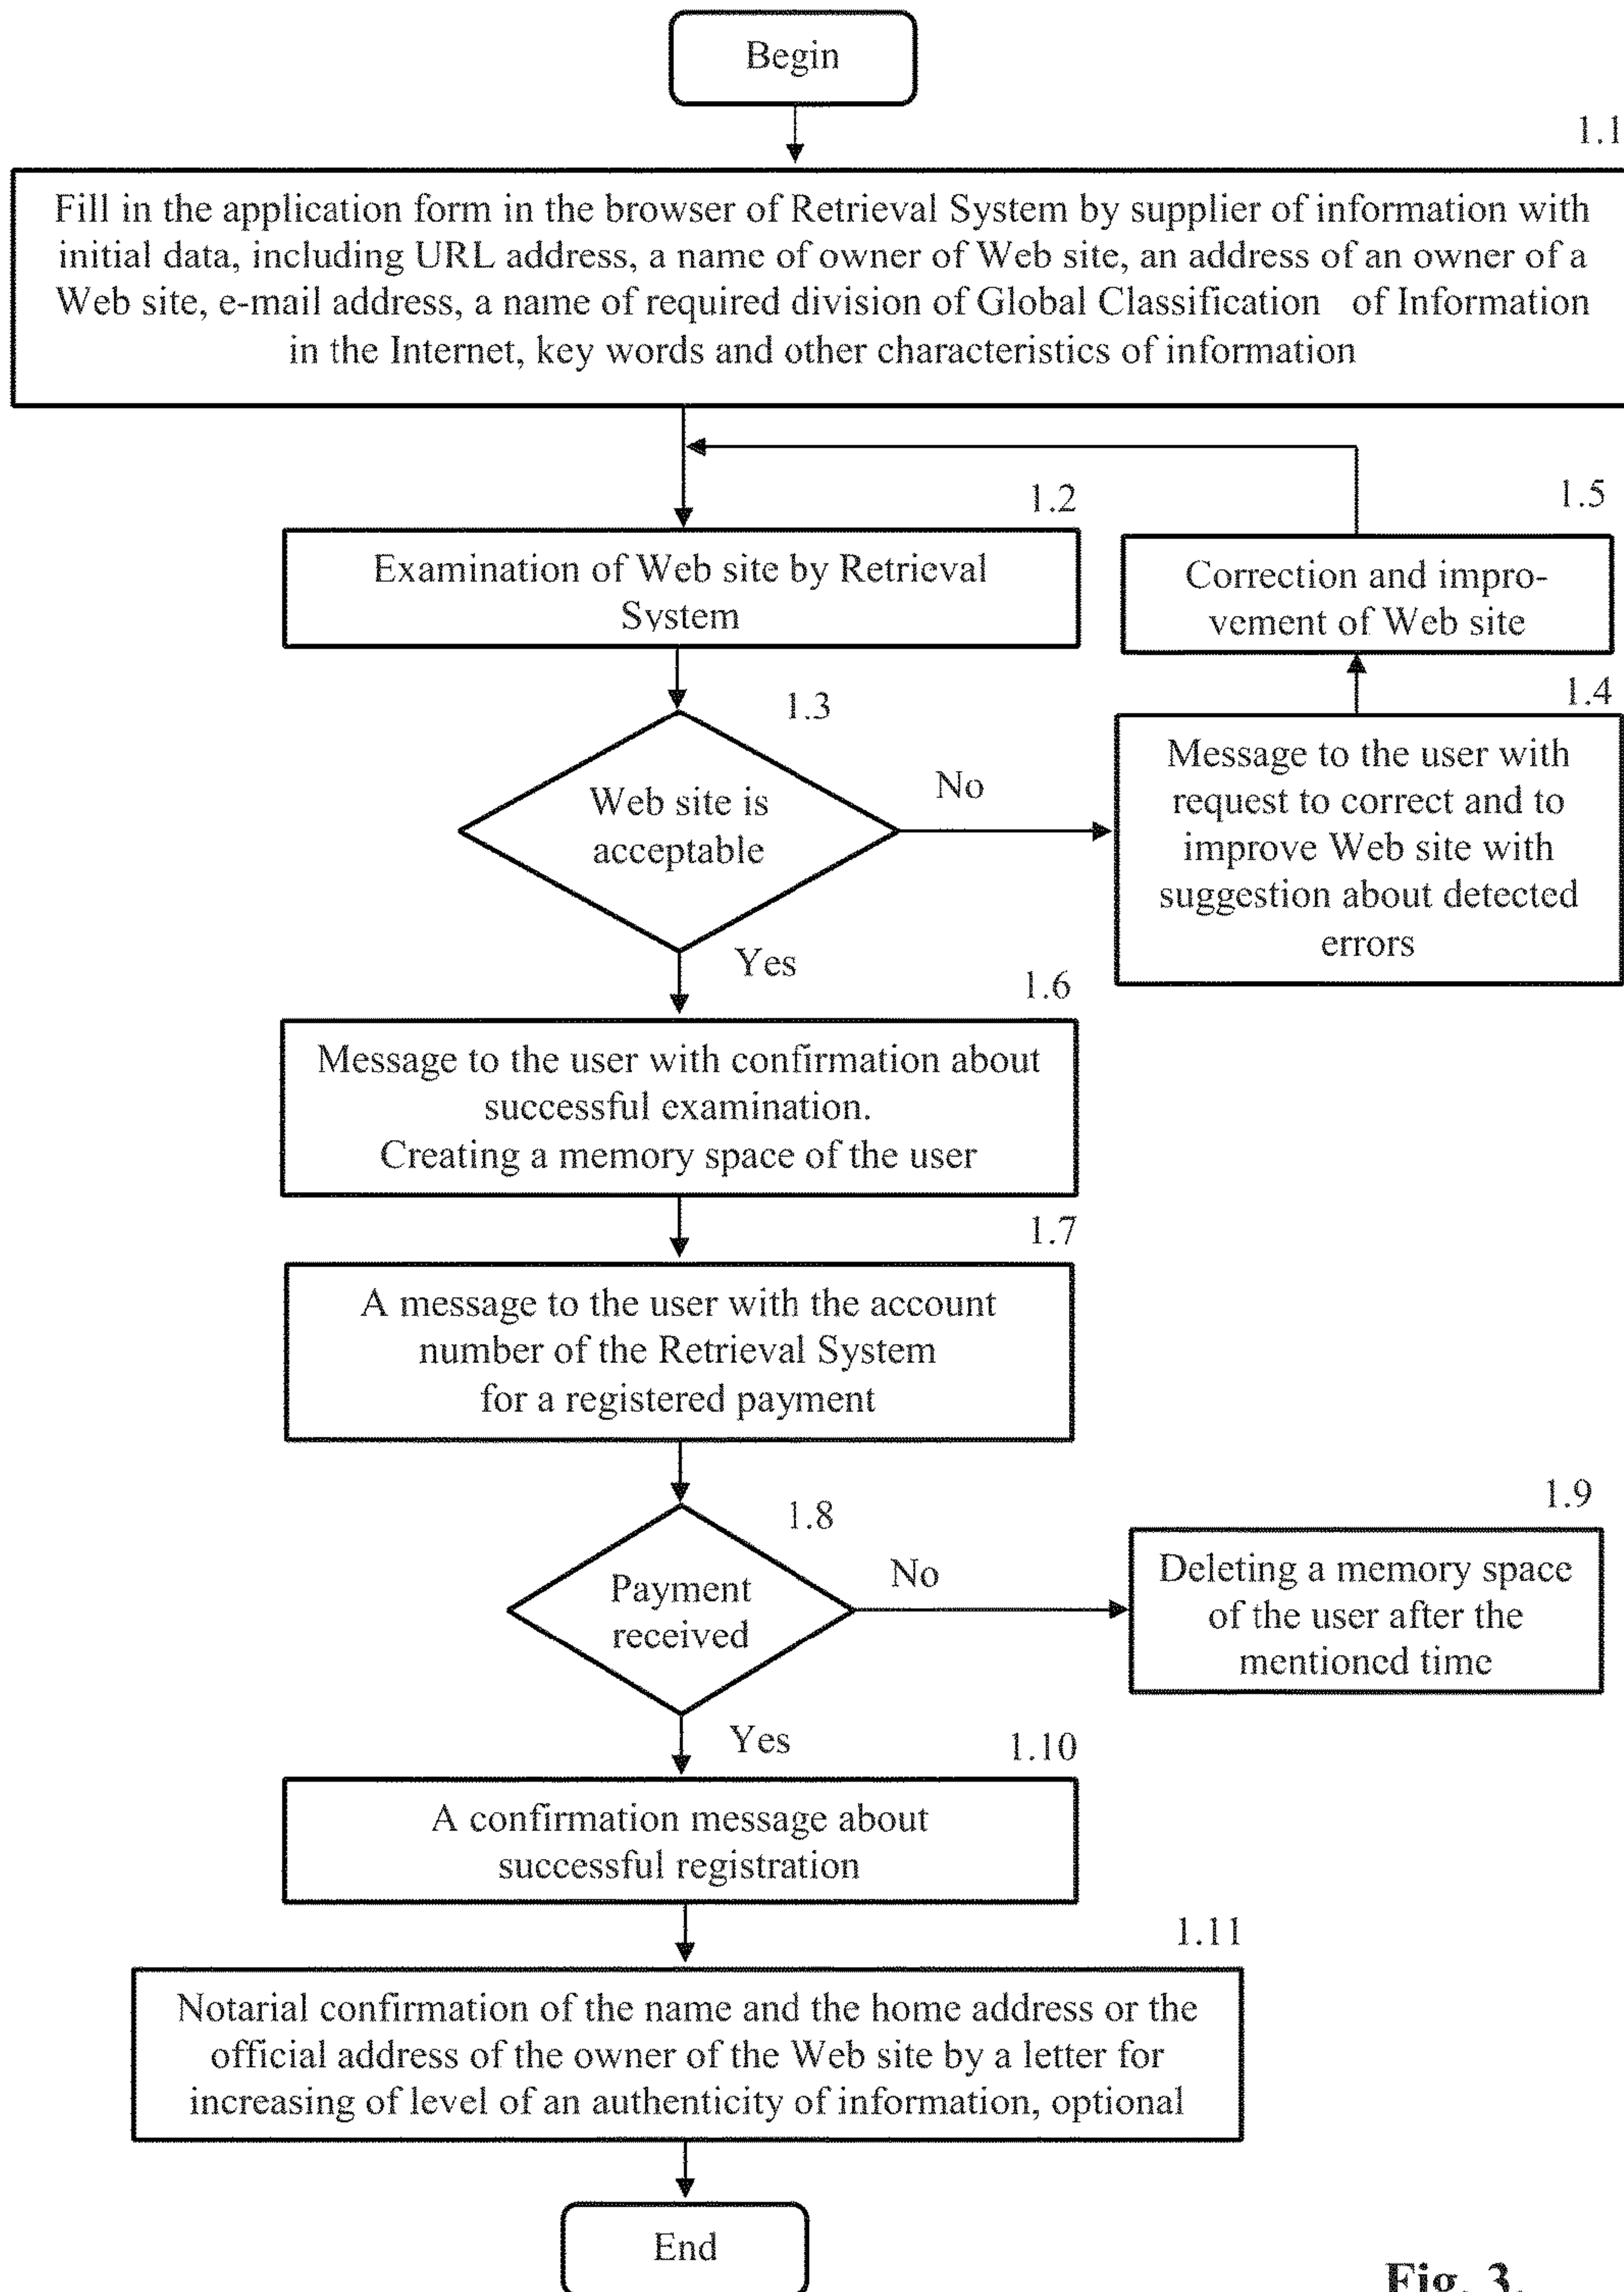 Begin
1.1
Fill in the application form in the browser of Retrieval System by supplier of information with
initial data, including URL address, a name of owner of Web site, an address of an owner of a
Web site, e-mail address, a name of required division of Global Classification of Information
in the Internet, key words and other characteristics of information
1.2
Examination of Web site by Retrieval
System
1.5
Correction and impro-
vement of Web site
1.3
Web site is
acceptable
No
1.4
Message to the user with
request to correct and to
improve Web site with
suggestion about detected
errors
Yes
1.6
Message to the user with confirmation about
successful examination.
Creating a memory space of the user
1.7
A message to the user with the account
number of the Retrieval System
for a registered payment
1.8
Payment
received
No
1.9
Deleting a memory space
of the user after the
mentioned time
Yes
1.10
A confirmation message about
successful registration
1.11
Notarial confirmation of the name and the home address or the
official address of the owner of the Web site by a letter for
increasing of level of an authenticity of information, optional
End
Fig. 3.